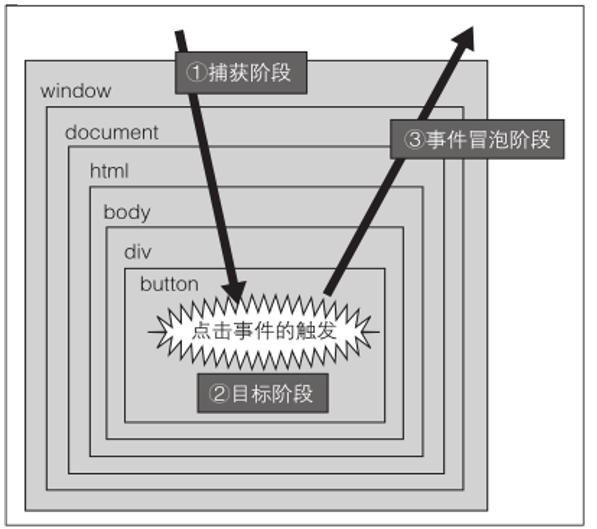 ①捕获阶段
window
③事件冒泡阶段
document
html
body
div
button
点击事件的触发
②目标阶段